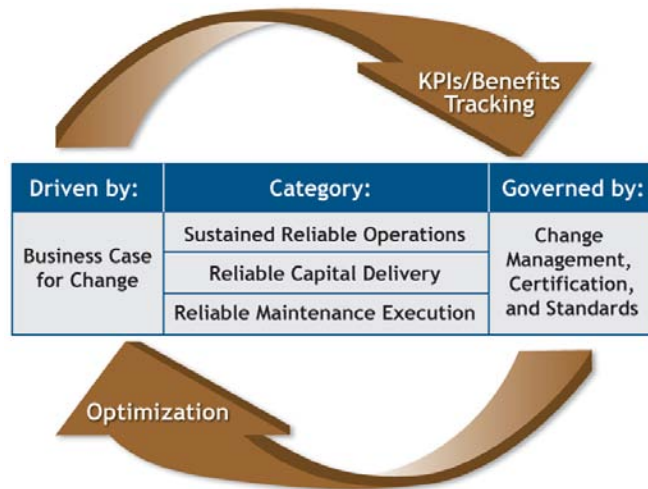 KPIs/Benefits
Tracking
Driven by:
Category:
Governed by:
Business Case
for Change
Sustained Reliable Operations
Reliable Capital Delivery
Reliable Maintenance Execution
Change
Management,
Certification,
and Standards
Optimization